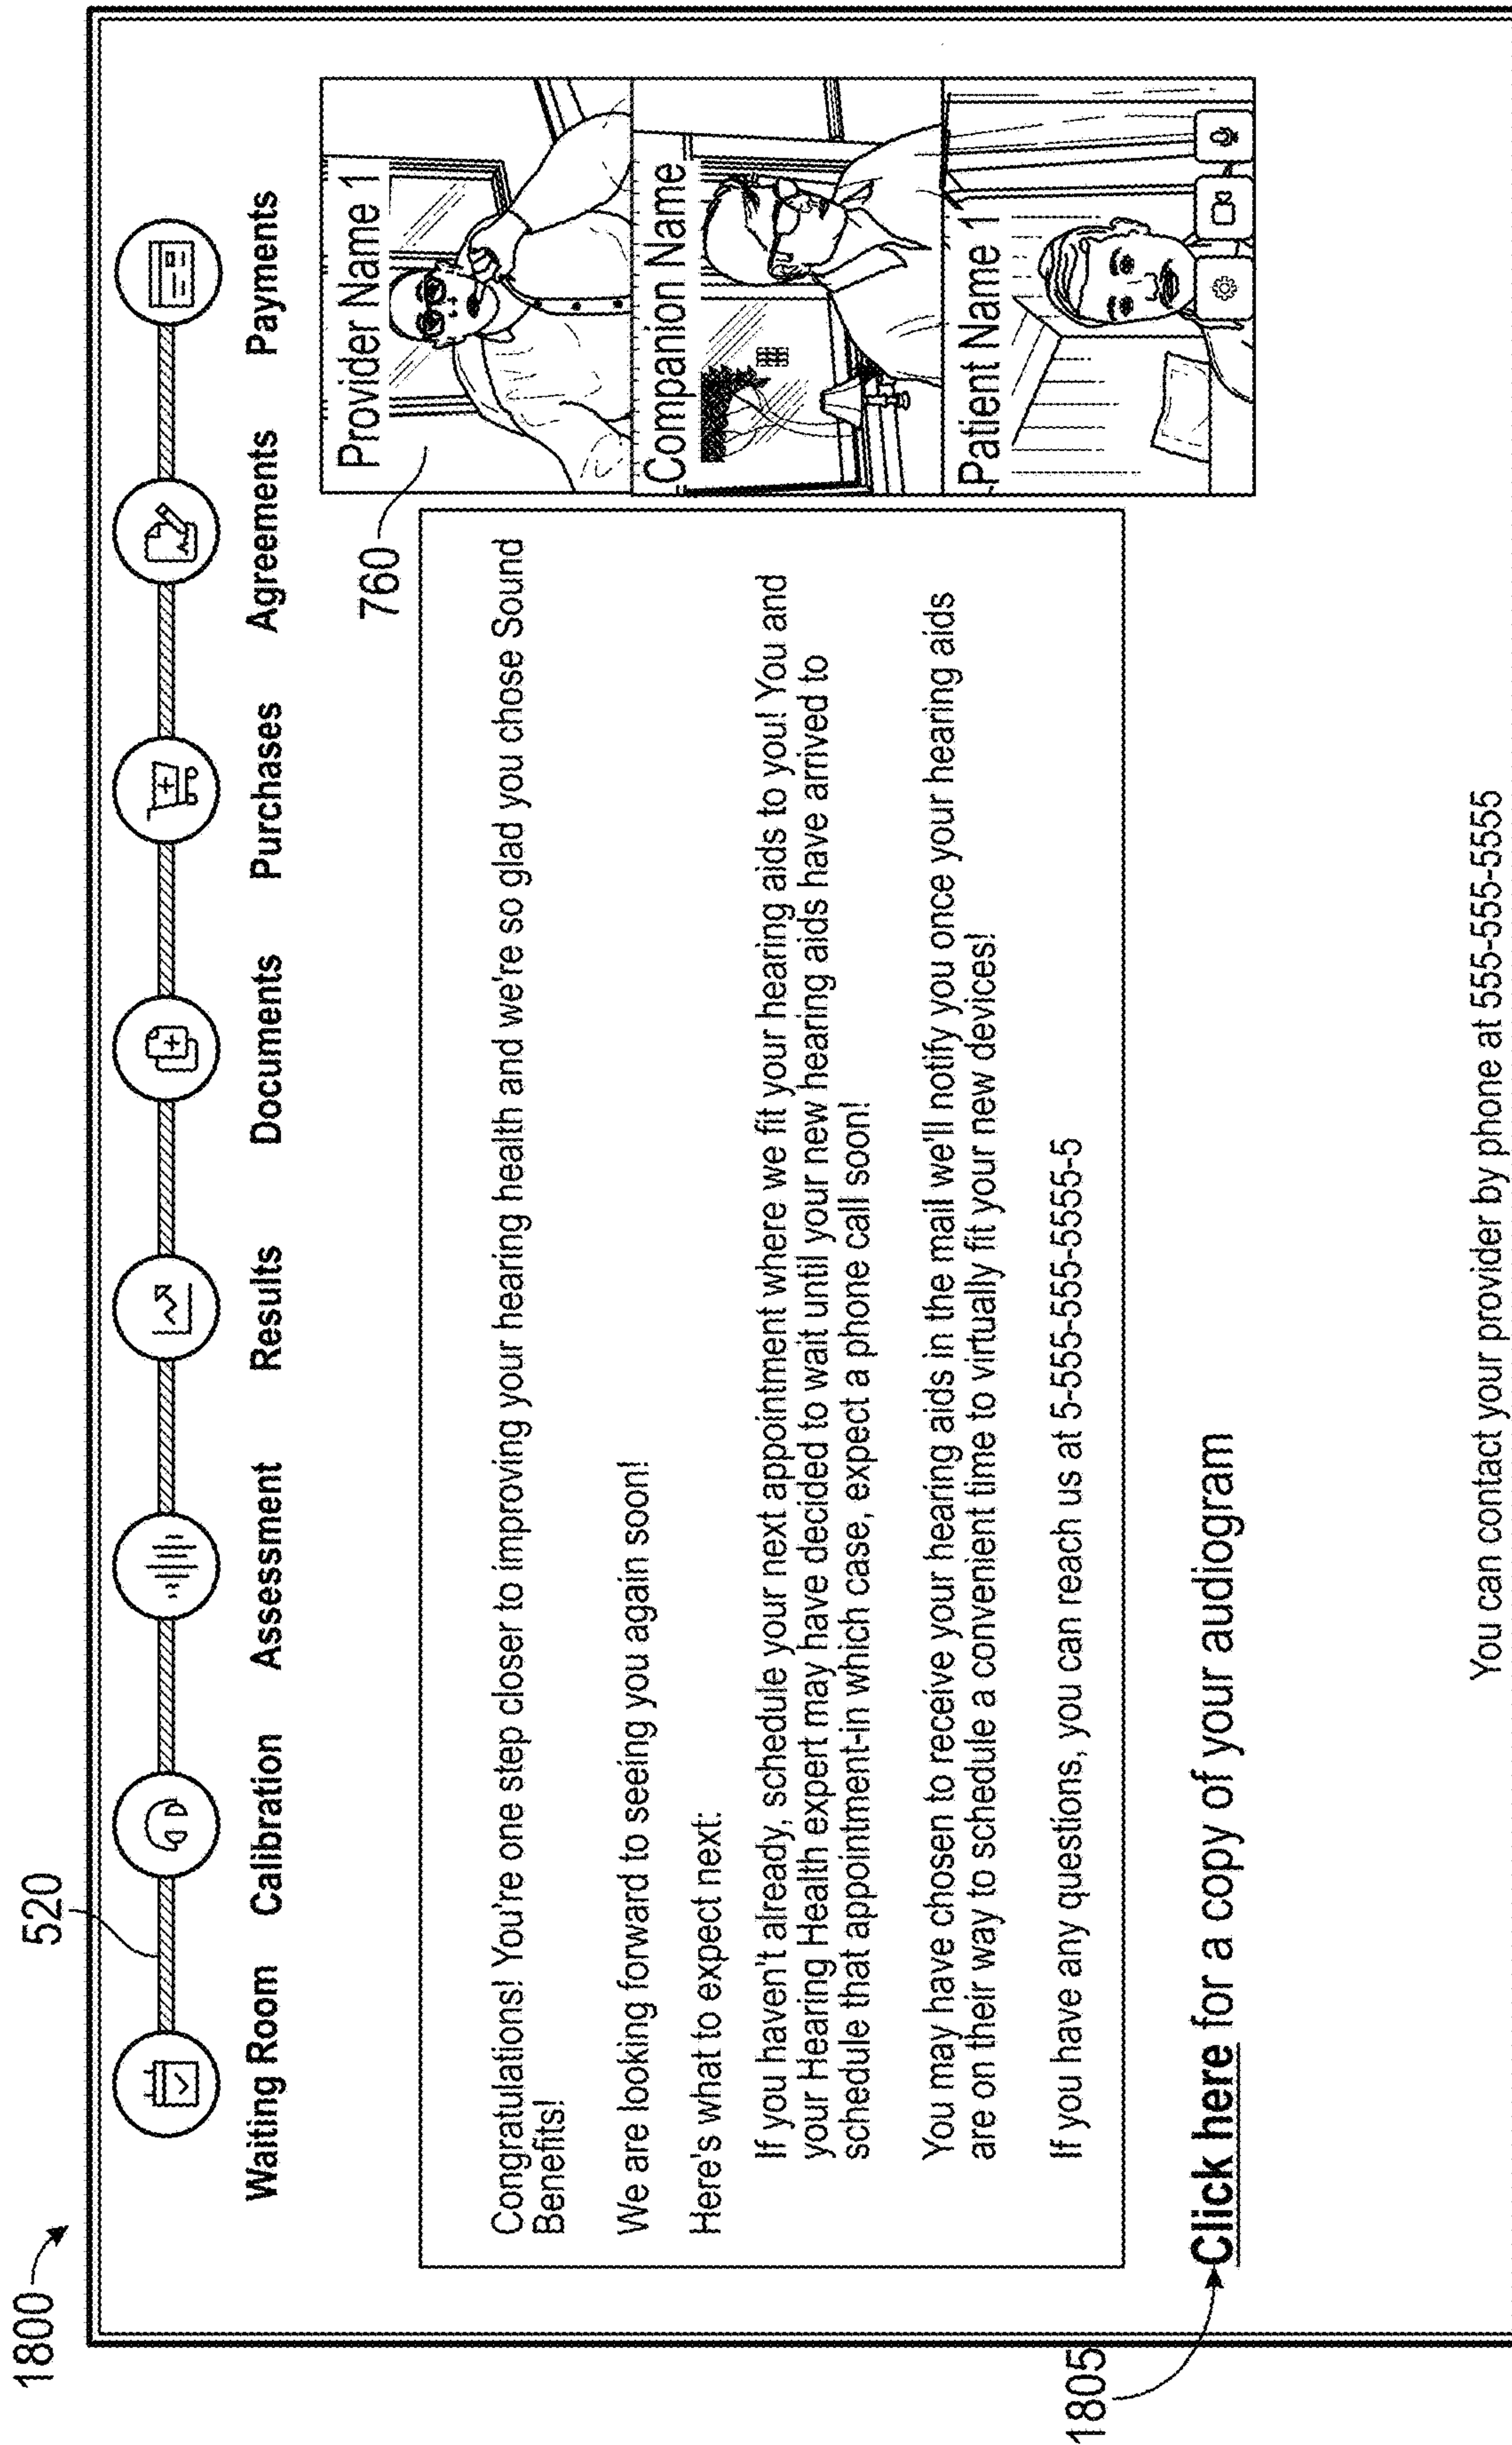 1800
520
Waiting Room Calibration Assessment Results Documents Purchases Agreements Payments
760
Provider Name 1
Companion Name
Patient Name 1
Congratulations! You're one step closer to improving your hearing health and we're so glad you chose Sound
Benefits!
We are looking forward to seeing you again soon!
Here's what to expect next:
If you haven't already, schedule your next appointment where we fit your hearing aids to you! You and
your Hearing Health expert may have decided to wait until your new hearing aids have arrived to
schedule that appointment-in which case, expect a phone call soon!
You may have chosen to receive your hearing aids in the mail we'll notify you once your hearing aids
are on their way to schedule a convenient time to virtually fit your new devices!
If you have any questions, you can reach us at 5-555-555-5555-5
1805
Click here for a copy of your audiogram
You can contact your provider by phone at 555-555-5555